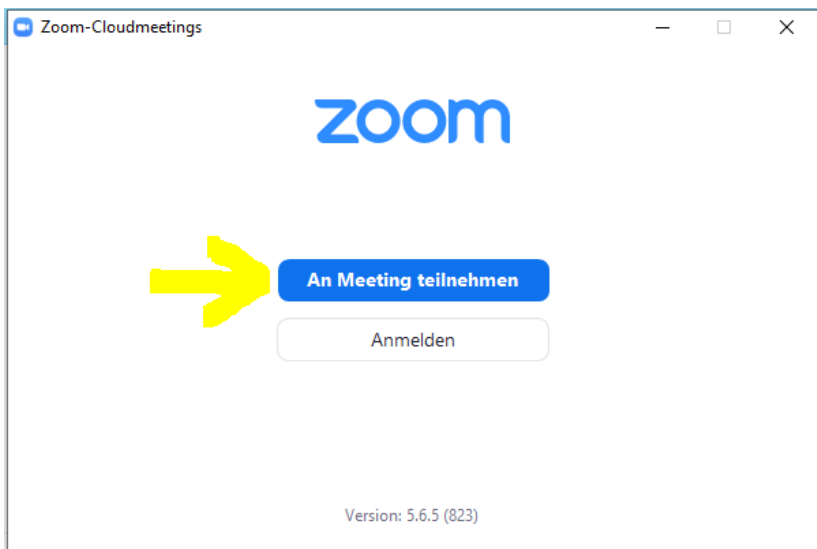 Zoom-Cloudmeetings
zoom
An Meeting teilnehmen
Anmelden
Version: 5.6.5 (823)